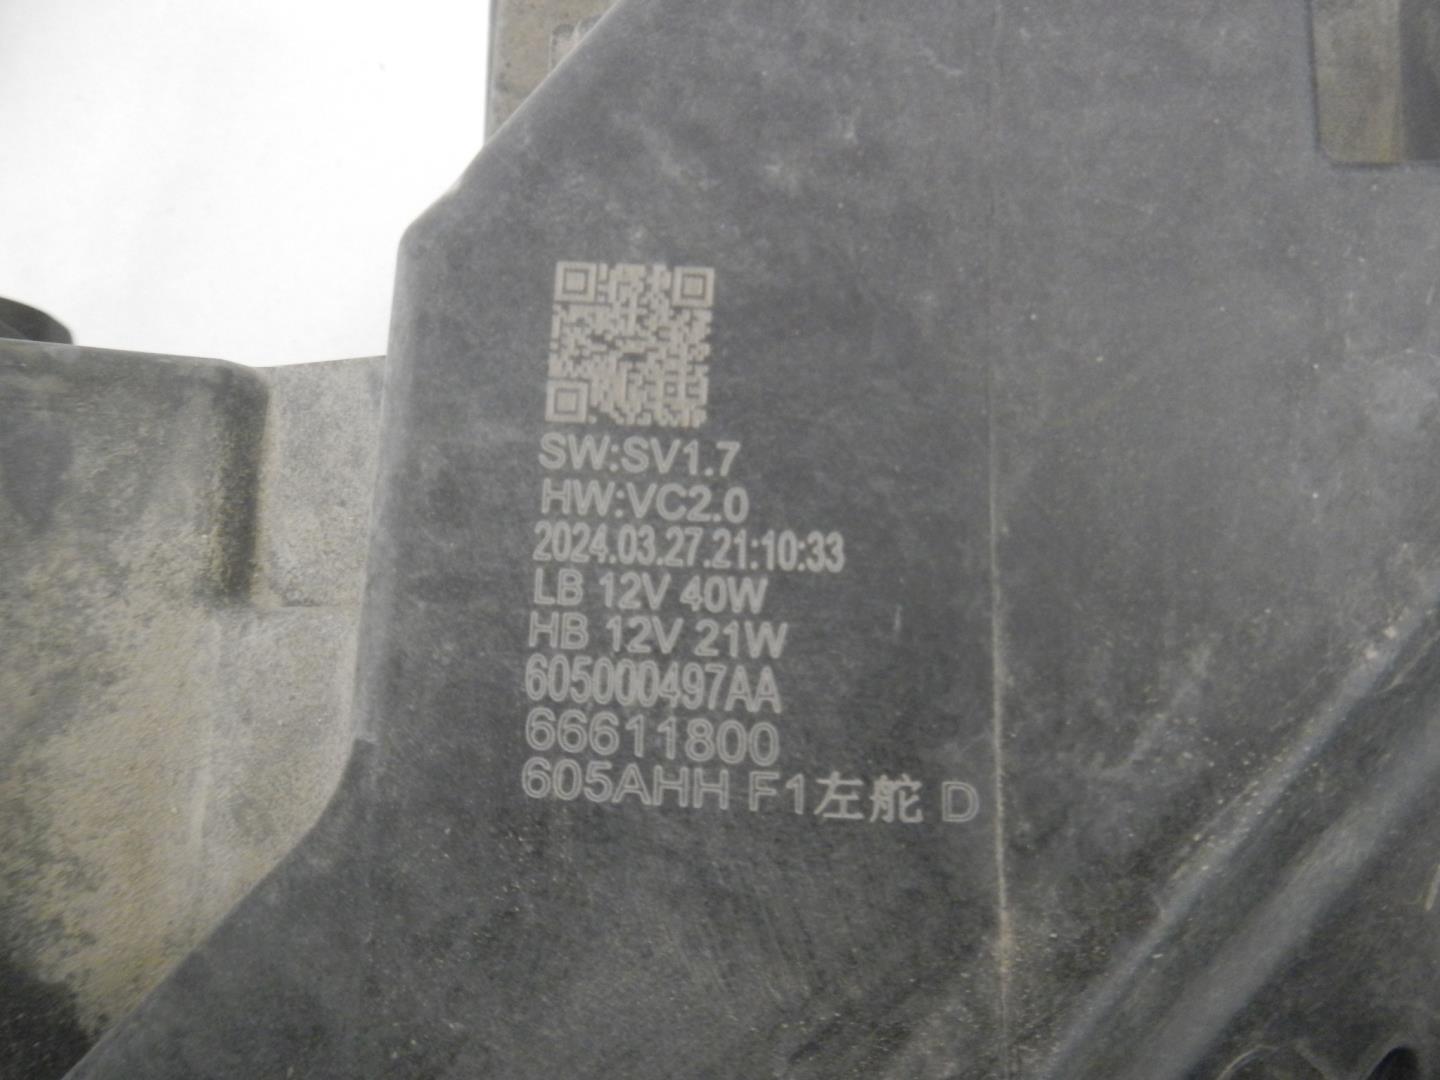 SW:SV1.7
HW:VC2.0
2024.03.27.21:10:33
LB 12V 40W
HB 12V 21W
605000497AA
66611800
605AHH F1左舵 D